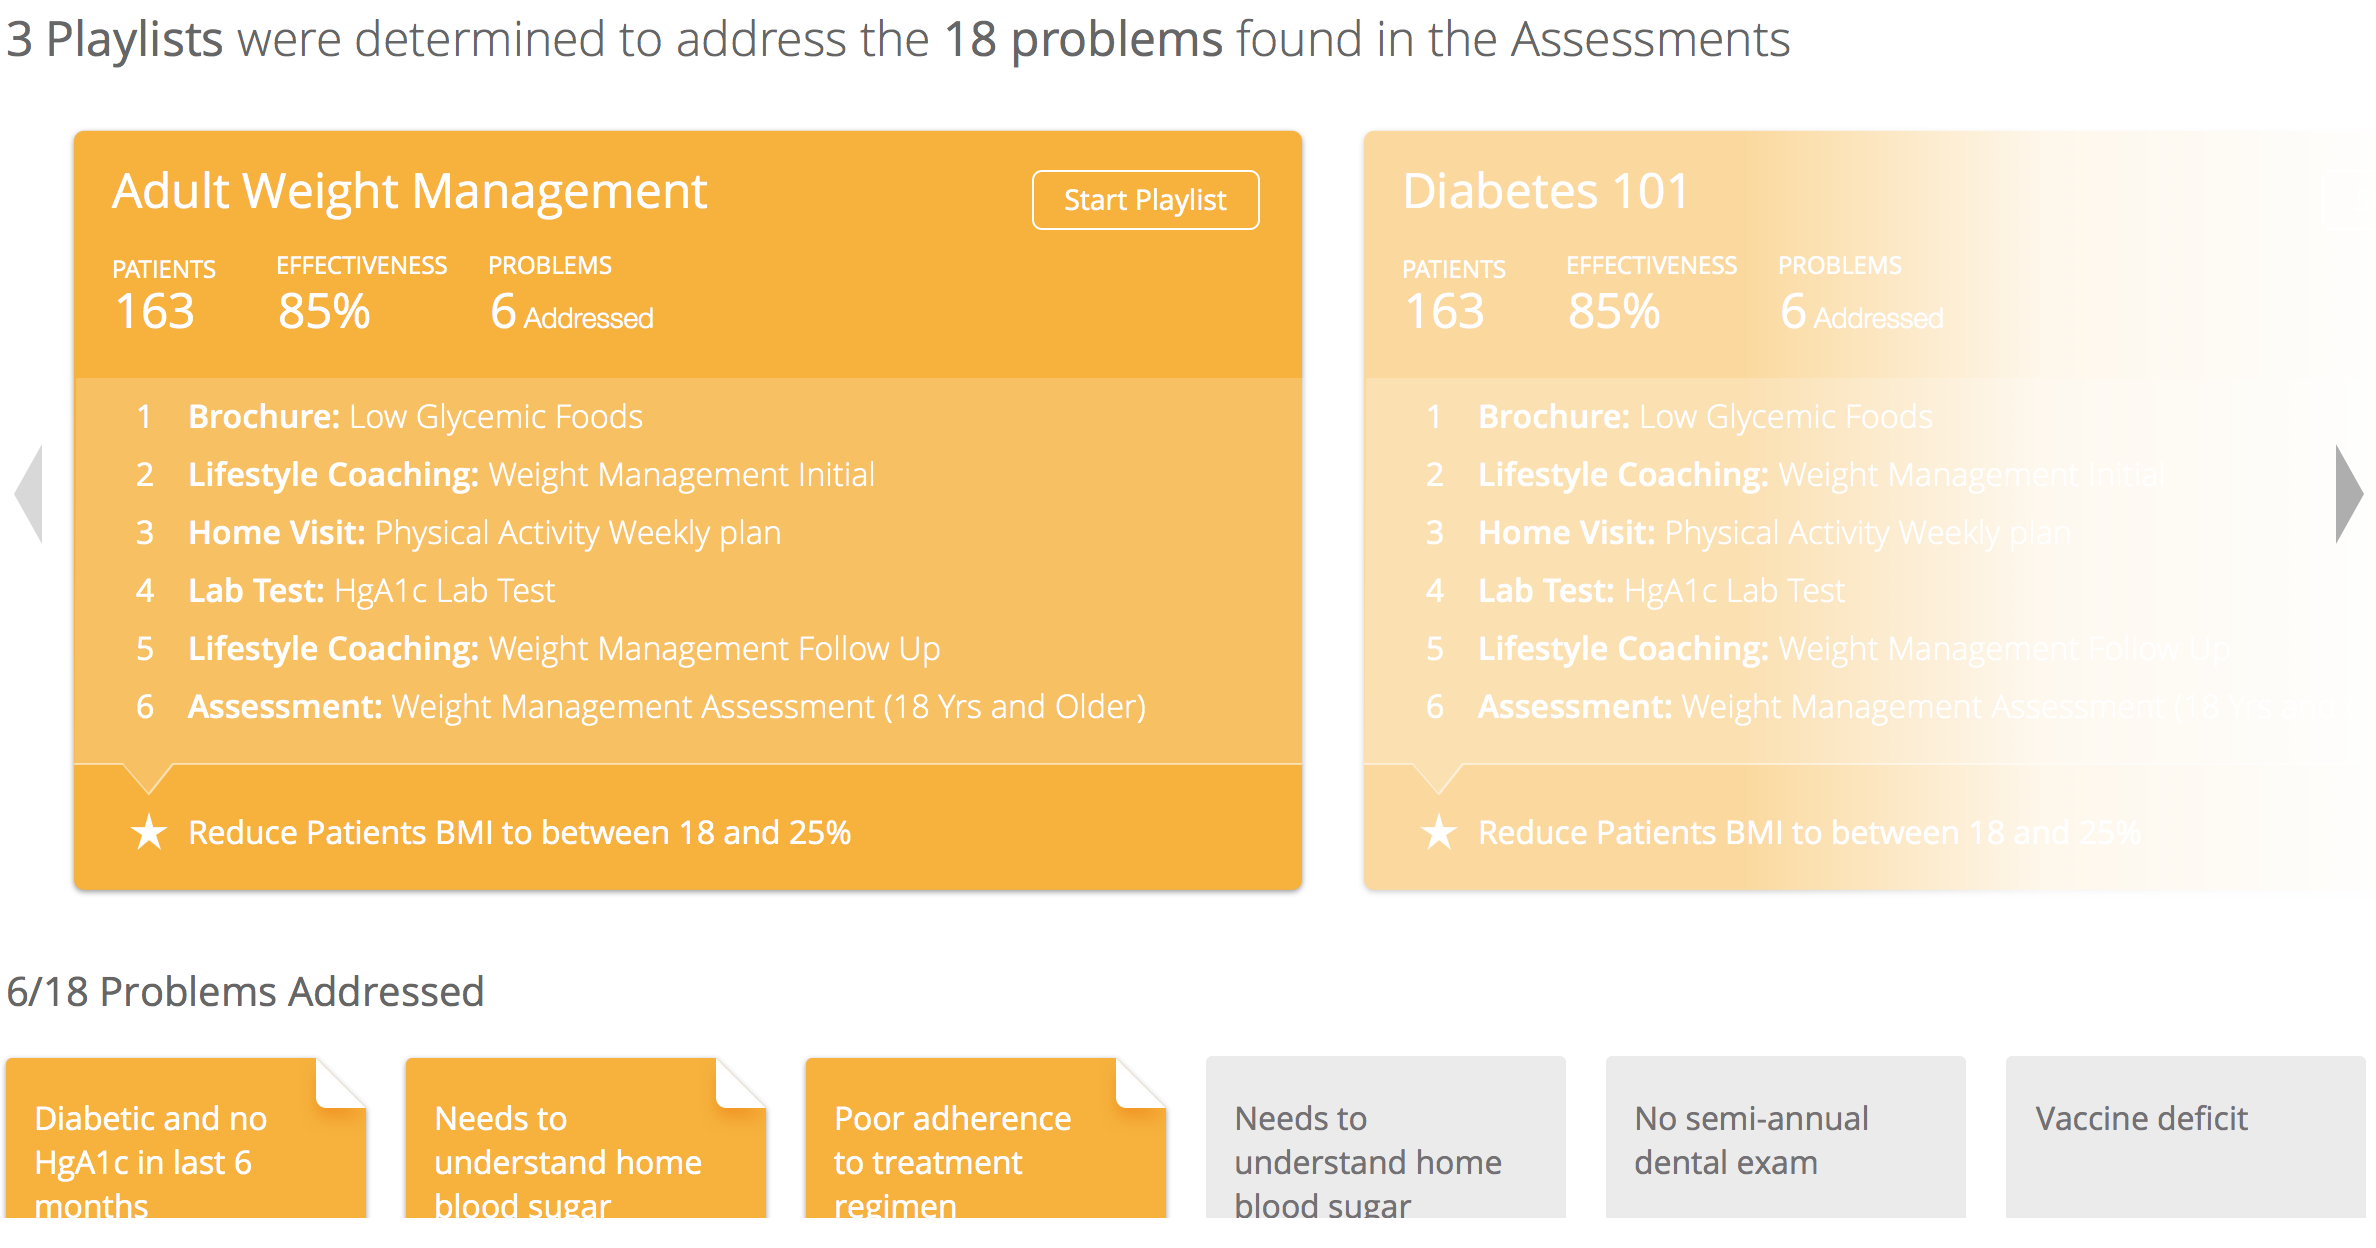 3 Playlists were determined to address the 18 problems found in the Assessments
Adult Weight Management
Start Playlist
PATIENTS EFFECTIVENESS PROBLEMS
163 85% 6 Addressed
1 Brochure: Low Glycemic Foods
2 Lifestyle Coaching: Weight Management Initial
3 Home Visit: Physical Activity Weekly plan
4 Lab Test: HgA1c Lab Test
5 Lifestyle Coaching: Weight Management Follow Up
6 Assessment: Weight Management Assessment (18 Yrs and Older)
★ Reduce Patients BMI to between 18 and 25%
Diabetes 101
PATIENTS EFFECTIVENESS PROBLEMS
163 85% 6 Addressed
1 Brochure: Low Glycemic Foods
2 Lifestyle Coaching: Weight Management Initial
3 Home Visit: Physical Activity Weekly plan
4 Lab Test: HgA1c Lab Test
5 Lifestyle Coaching: Weight Management Follow Up
6 Assessment: Weight Management Assessment (18 Yrs and
★ Reduce Patients BMI to between 18 and 25%
6/18 Problems Addressed
Diabetic and no
HgA1c in last 6
months
Needs to
understand home
blood sugar
Poor adherence
to treatment
regimen
Needs to
understand home
blood sugar
No semi-annual
dental exam
Vaccine deficit